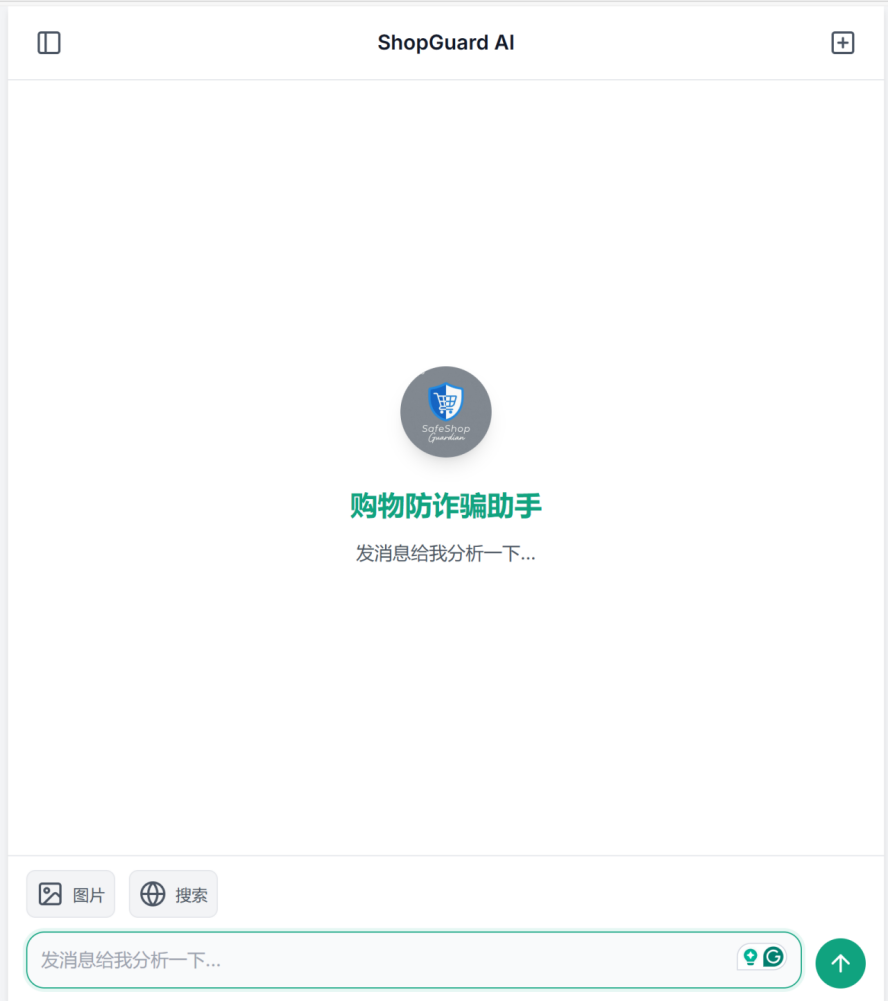 ShopGuard AI
SafeShop
Guardian
购物防诈骗助手
发消息给我分析一下...
图片
搜索
发消息给我分析一下...